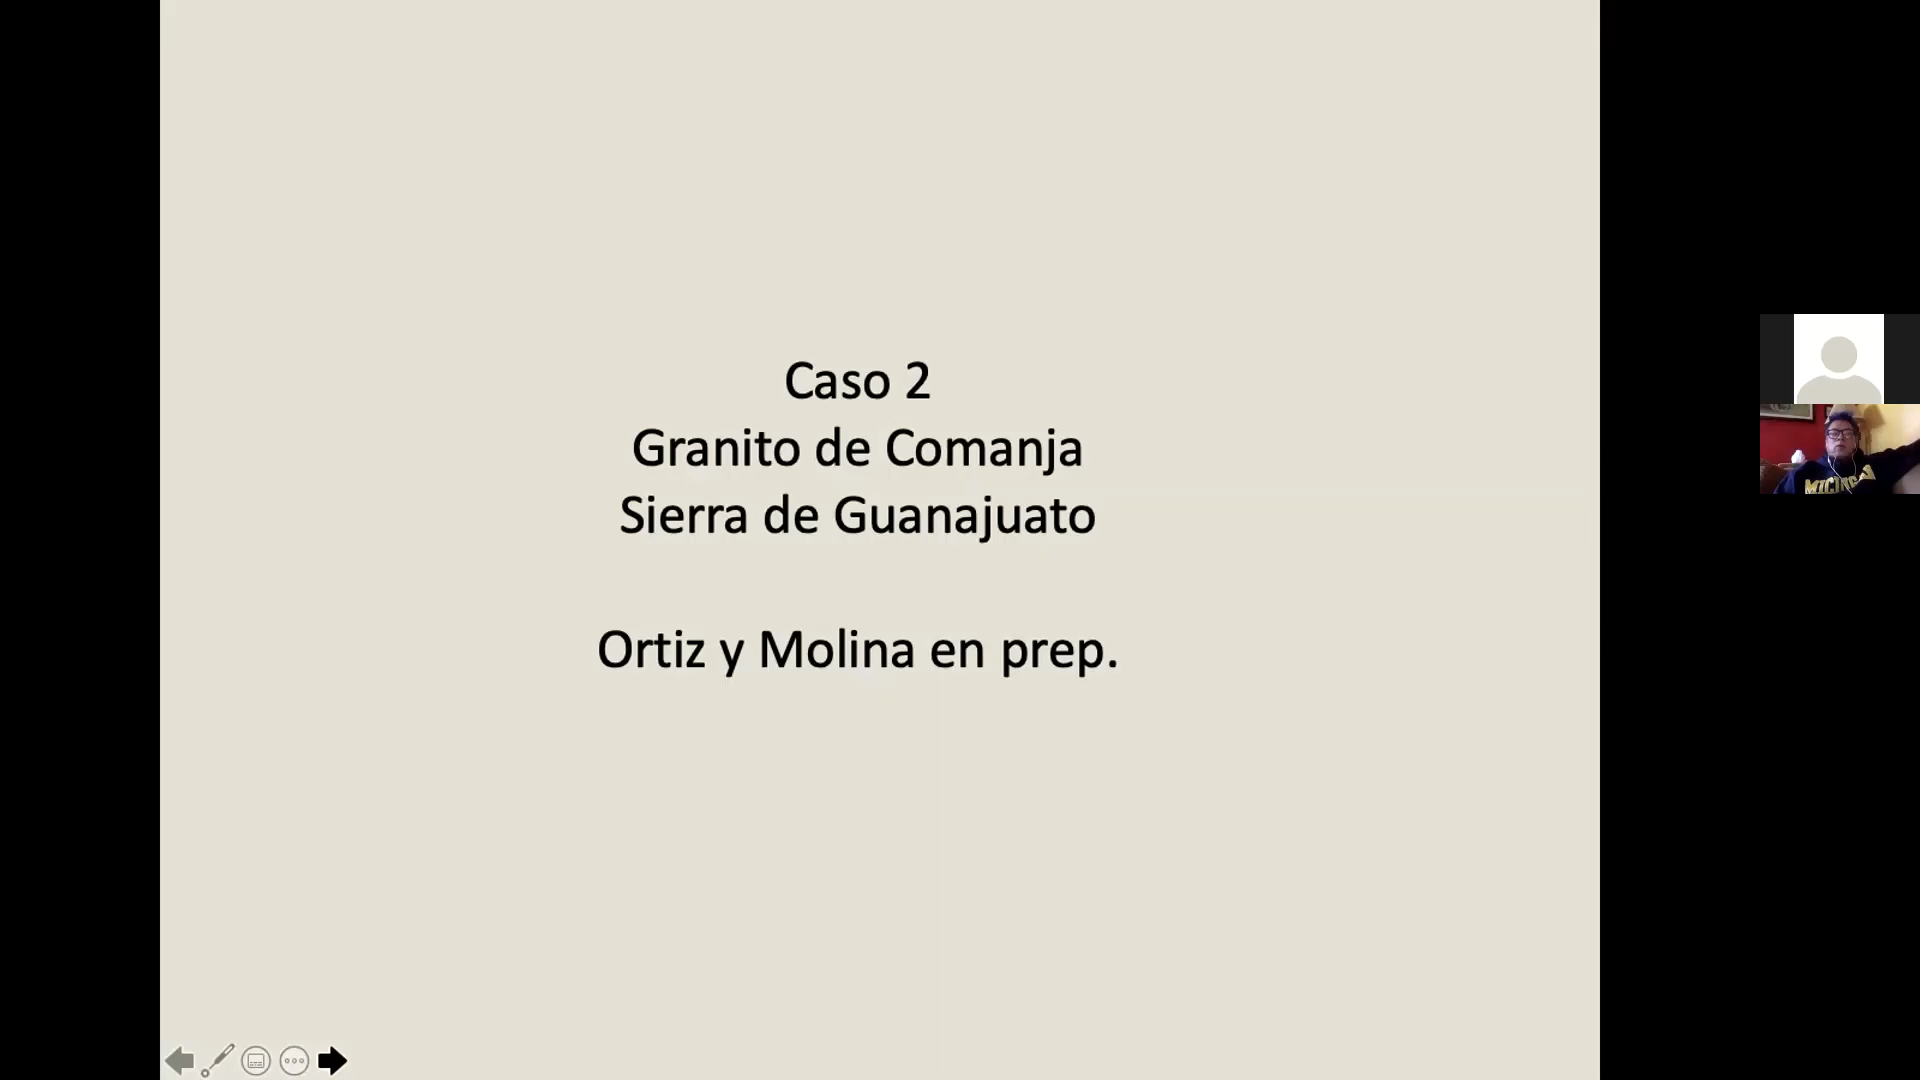 Caso 2
Granito de Comanja
Sierra de Guanajuato
Ortiz y Molina en prep.